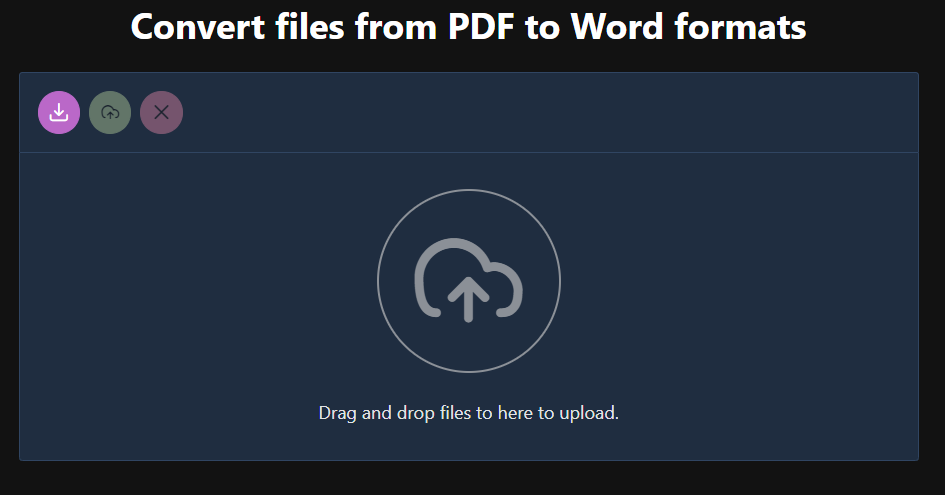 Convert files from PDF to Word formats
Drag and drop files to here to upload.